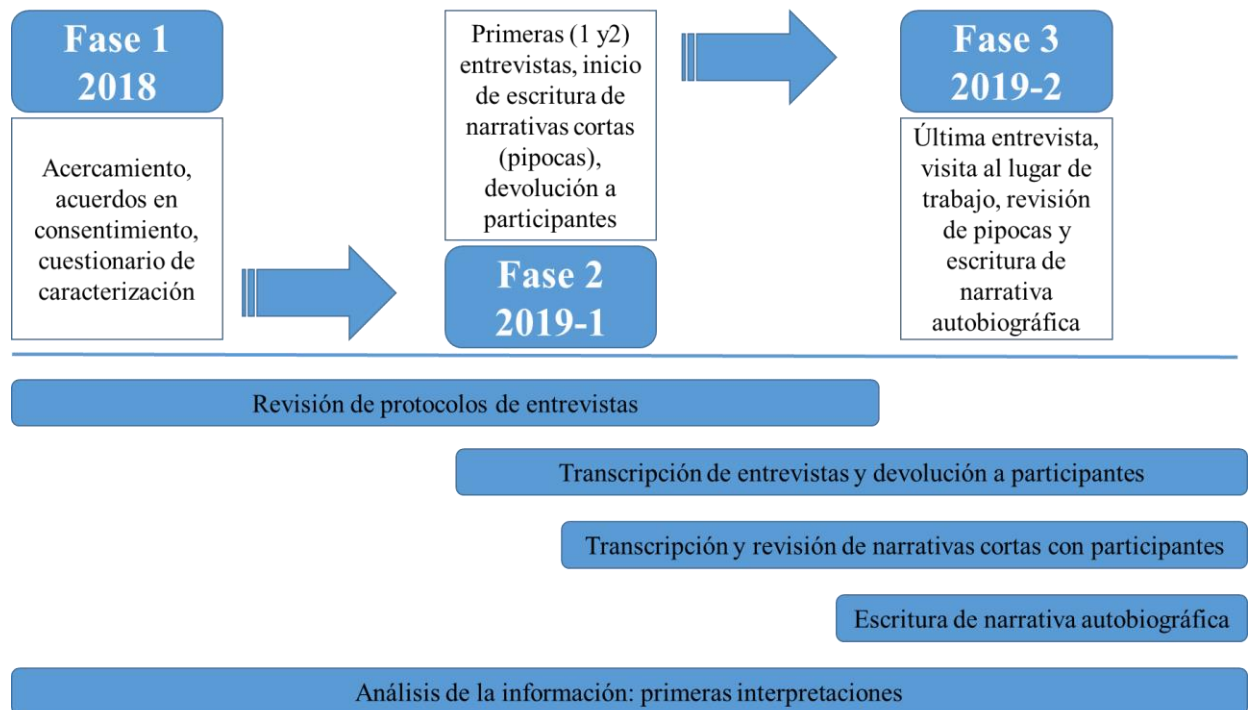 Fase 1
2018
Acercamiento,
acuerdos en
consentimiento,
cuestionario de
caracterización
Primeras (1 y2)
entrevistas, inicio
de escritura de
narrativas cortas
(pipocas),
devolución a
participantes
Fase 2
2019-1
Fase 3
2019-2
Última entrevista,
visita al lugar de
trabajo, revisión
de pipocas y
escritura de
narrativa
autobiográfica
Revisión de protocolos de entrevistas
Transcripción de entrevistas y devolución a participantes
Transcripción y revisión de narrativas cortas con participantes
Escritura de narrativa autobiográfica
Análisis de la información: primeras interpretaciones